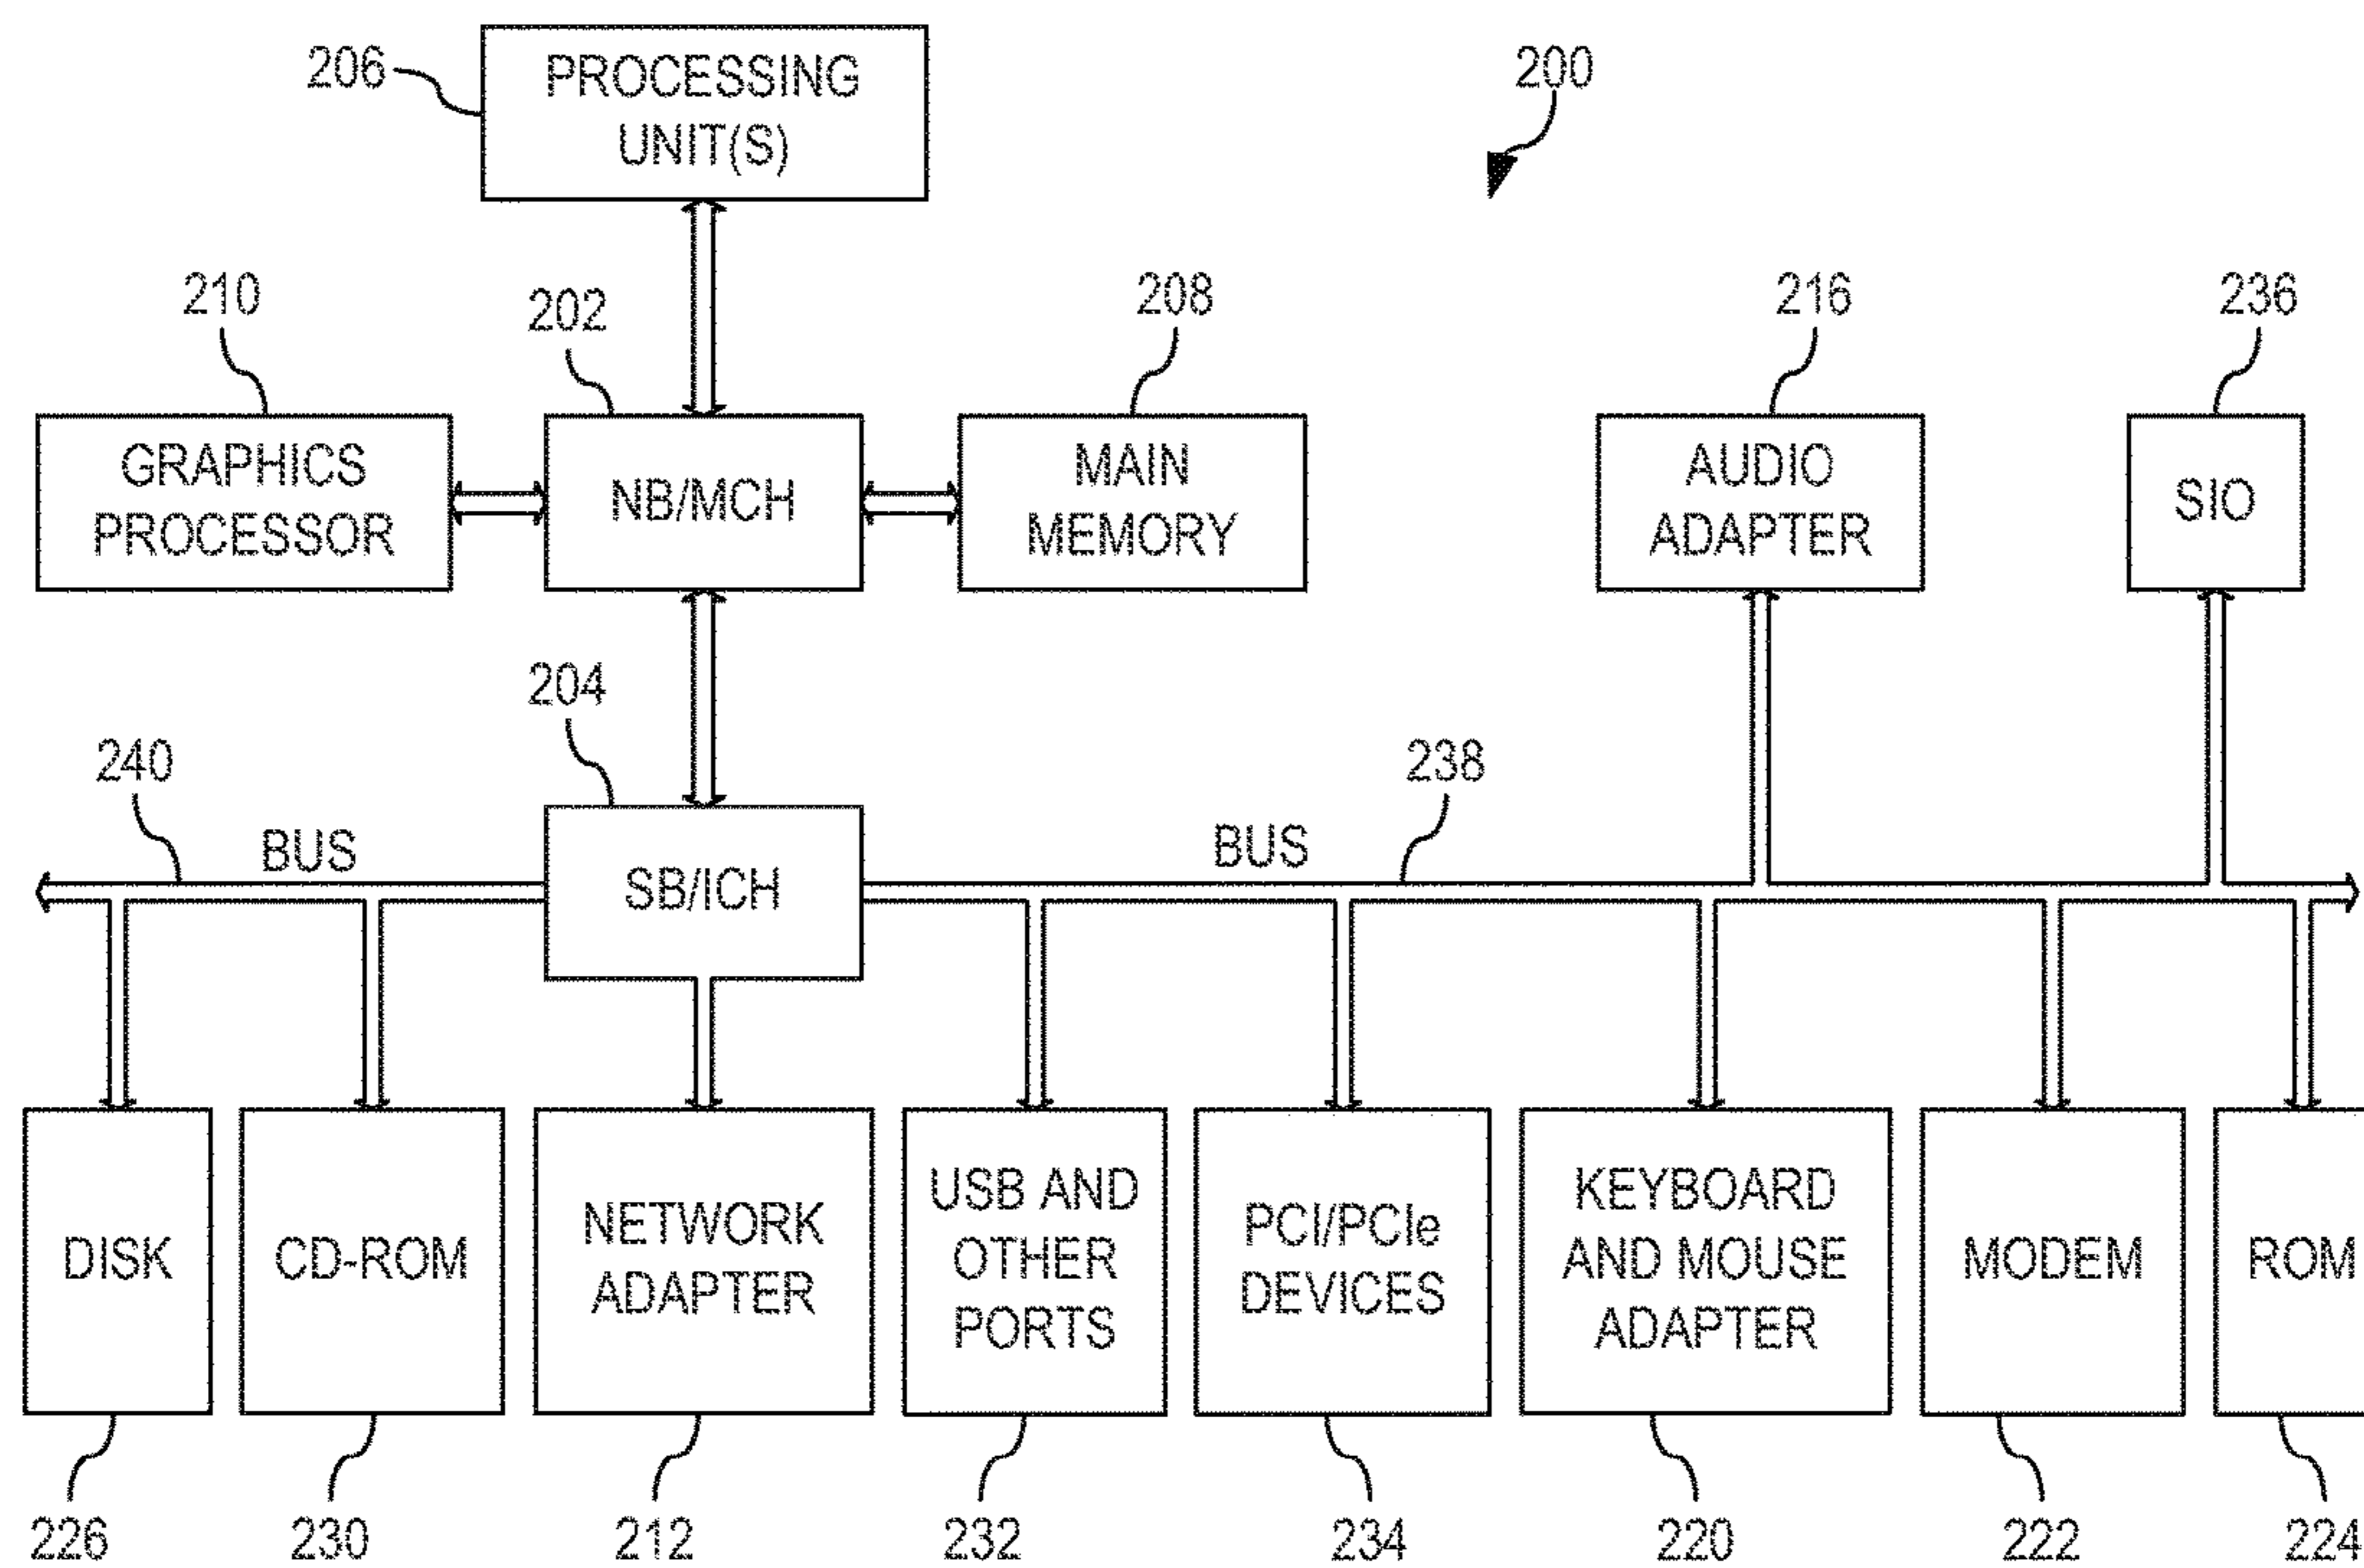 206
PROCESSING
UNIT(S)
200
210
202
208
216
236
GRAPHICS
PROCESSOR
NB/MCH
MAIN
MEMORY
AUDIO
ADAPTER
SIO
204
240
238
BUS
SB/ICH
BUS
DISK
CD-ROM
NETWORK
ADAPTER
USB AND
OTHER
PORTS
PCI/PCIe
DEVICES
KEYBOARD
AND MOUSE
ADAPTER
MODEM
ROM
226
230
212
232
234
220
222
224